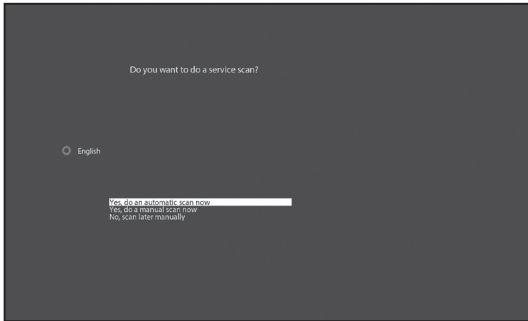 Do you want to do a service scan?
English
Yes, do an automatic scan now
Yes, do a manual scan now
No, scan later manually